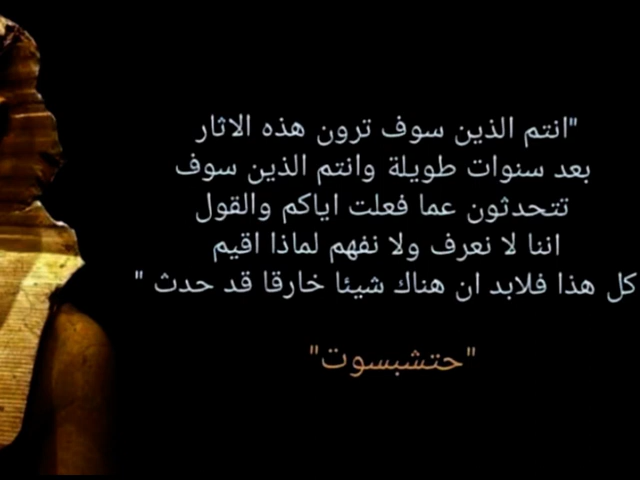 "انتم الذين سوف ترون هذه الاثار
بعد سنوات طويلة وانتم الذين سوف
تتحدثون عما فعلت اياكم والقول
اننا لا نعرف ولا نفهم لماذا اقيم
كل هذا فلابد ان هناك شيئا خارقا قد حدث "
"حتشبسوت"